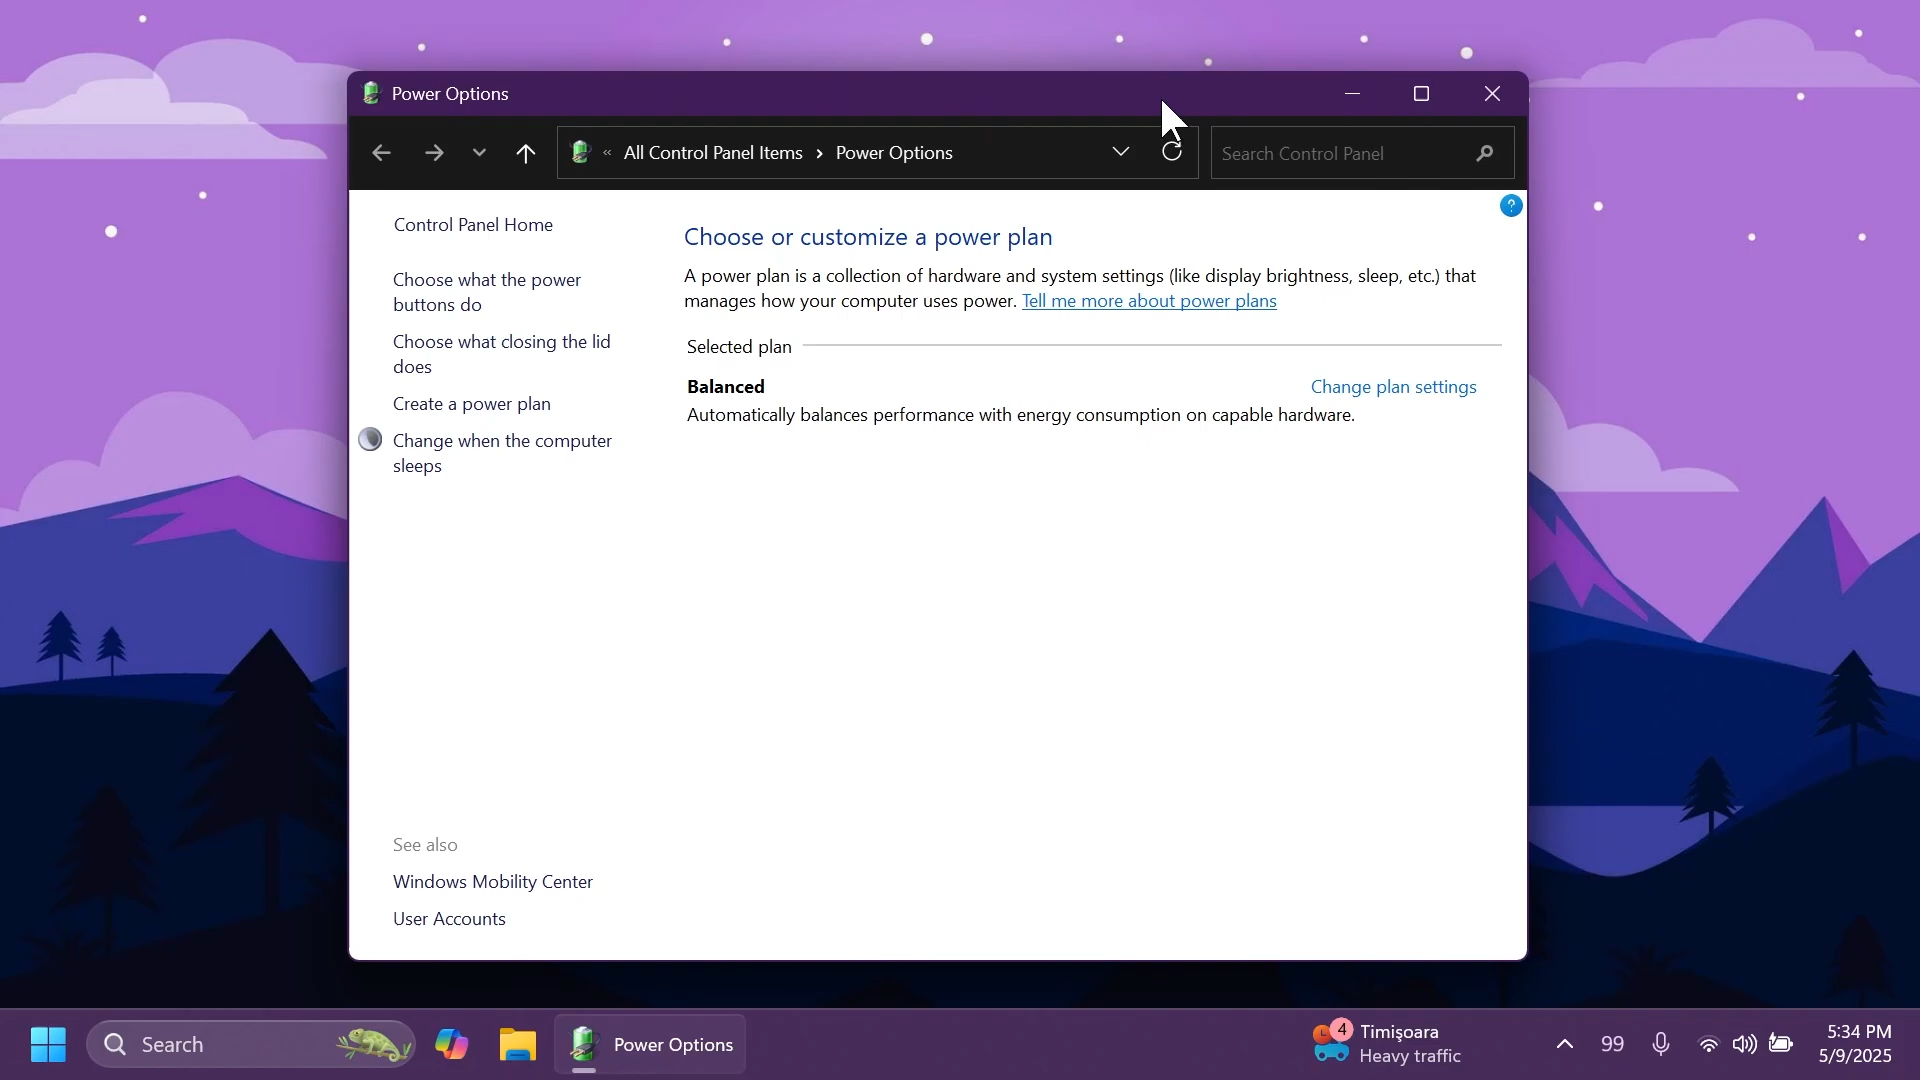 Power Options
« All Control Panel Items › Power Options
Search Control Panel
?
Control Panel Home
Choose what the power
buttons do
Choose what closing the lid
does
Create a power plan
Change when the computer
sleeps
Choose or customize a power plan
A power plan is a collection of hardware and system settings (like display brightness, sleep, etc.) that
manages how your computer uses power. Tell me more about power plans
Selected plan
Balanced
Change plan settings
Automatically balances performance with energy consumption on capable hardware.
See also
Windows Mobility Center
User Accounts
Search
Power Options
4
Timișoara
Heavy traffic
99
5:34 PM
5/9/2025